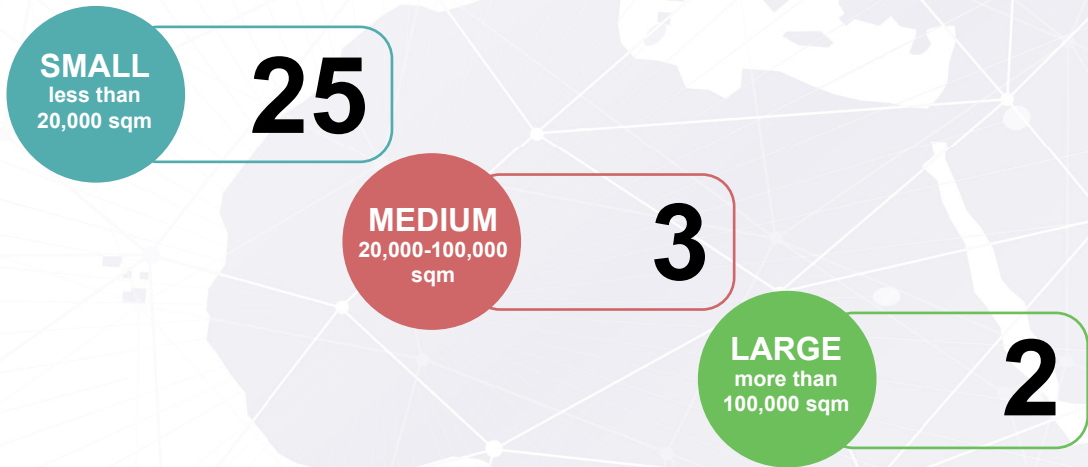 SMALL
less than
20,000 sqm
25
MEDIUM
20,000-100,000
sqm
3
LARGE
more than
100,000 sqm
2